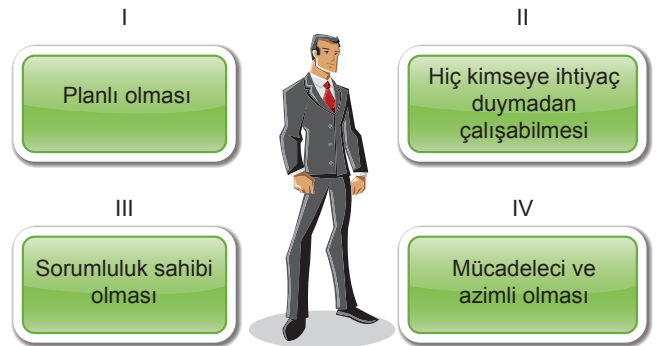 I
Planlı olması
II
Hiç kimseye ihtiyaç
duymadan
çalışabilmesi
III
Sorumluluk sahibi
olması
IV
Mücadeleci ve
azimli olması